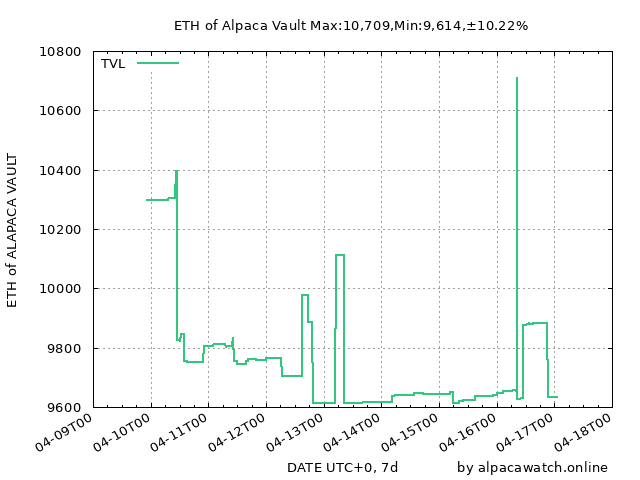 ETH of Alpaca Vault Max:10,709,Min:9,614,±10.22%
TVL
10800
10600
10400
10200
10000
9800
9600
ETH of ALAPACA VAULT
04-09T00
04-10T00
04-11T00
04-12T00
04-13T00
04-14T00
04-15T00
04-16T00
04-17T00
04-18T00
DATE UTC+0, 7d
by alpacawatch.online